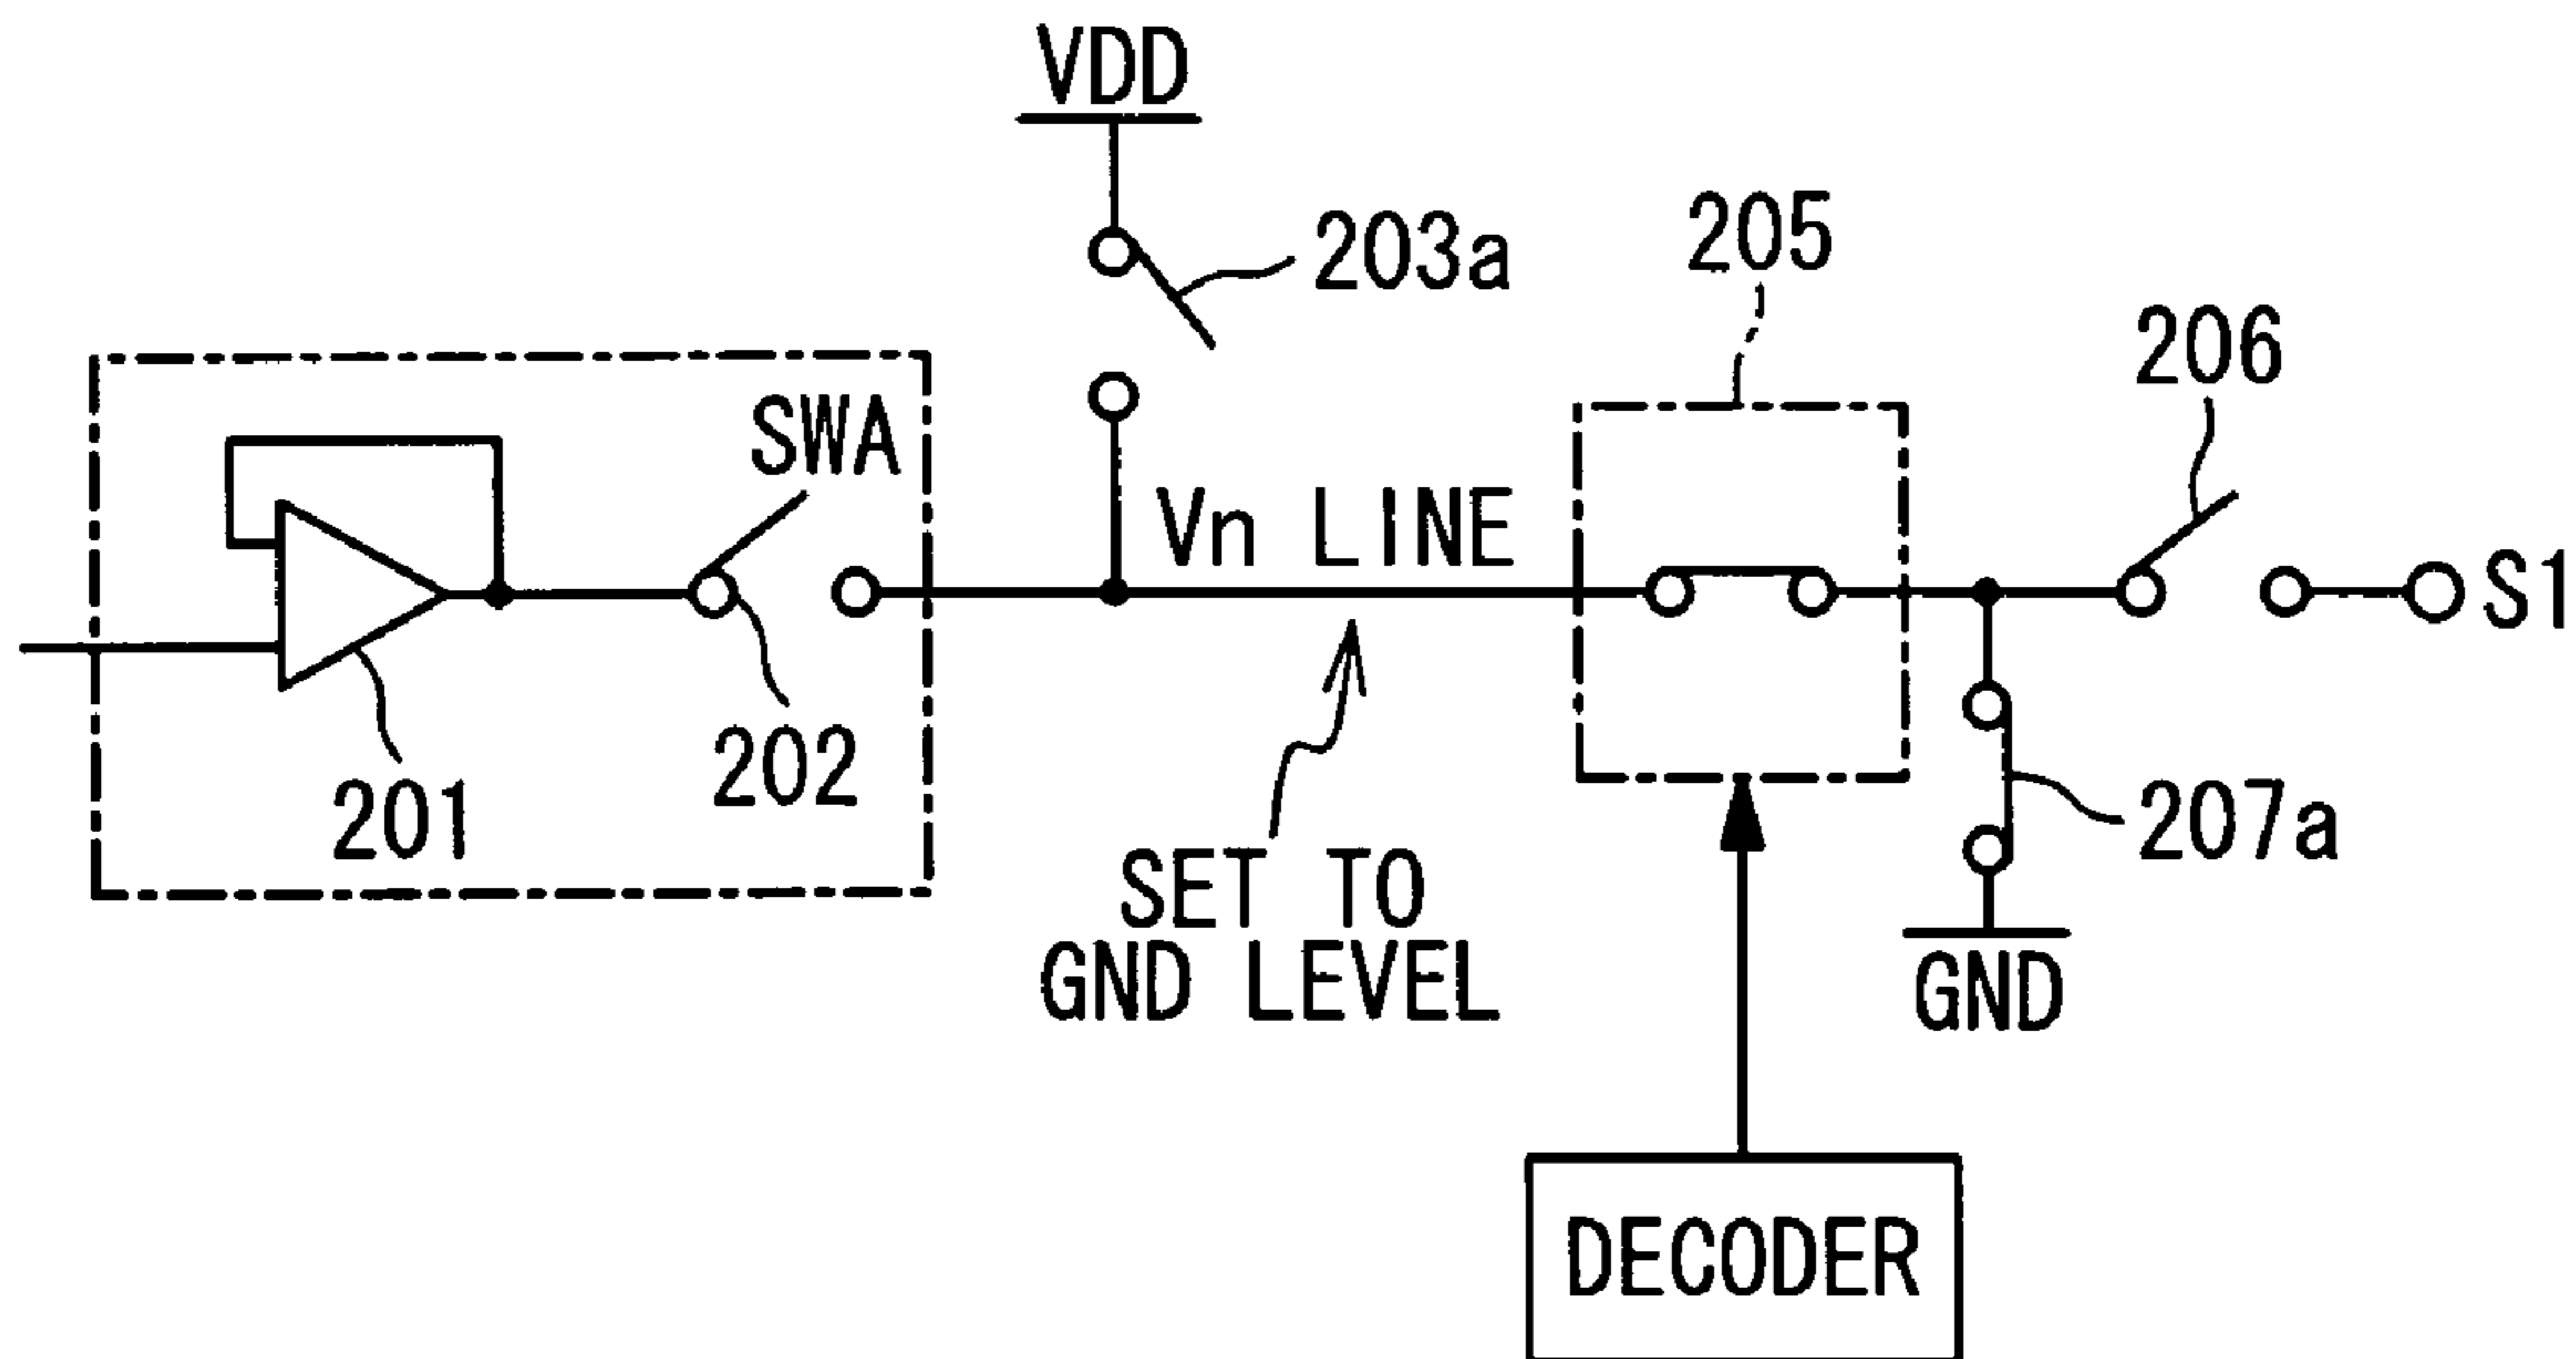 VDD
203a
205
206
SWA
Vn LINE
S1
201
202
SET TO
GND LEVEL
207a
GND
DECODER